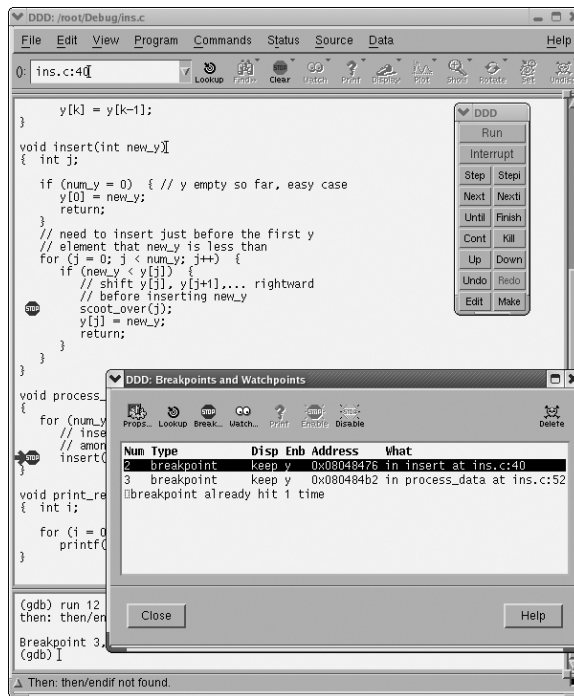 DDD: /root/Debug/ins.c
File Edit View Program Commands Status Source Data Help
(): ins.c:40
Lookup Find» Clear Watch Print Display Plot Show Rotate Set Undisp
y[k] = y[k-1];
}
void insert(int new_y)
{ int j;
if (num_y = 0) { // y empty so far, easy case
y[0] = new_y;
return;
}
// need to insert just before the first y
// element that new_y is less than
for (j = 0; j < num_y; j++) {
if (new_y < y[j]) {
// shift y[j], y[j+1],... rightward
// before inserting new_y
scoot_over(j);
y[j] = new_y;
return;
}
}
}
void process_
{
for (num_y
// inse
// amon
insert(
}
void print_re
{ int i;
for (i = 0
printf(
}
DDD
Run
Interrupt
Step Stepi
Next Nexti
Until Finish
Cont Kill
Up Down
Undo Redo
Edit Make
DDD: Breakpoints and Watchpoints
Props... Lookup Break... Watch... Print Enable Disable Delete
Num Type Disp Enb Address What
2 breakpoint keep y 0x08048476 in insert at ins.c:40
3 breakpoint keep y 0x080484b2 in process_data at ins.c:52
breakpoint already hit 1 time
Close Help
(gdb) run 12
then: then/en
Breakpoint 3,
(gdb)
Then: then/endif not found.